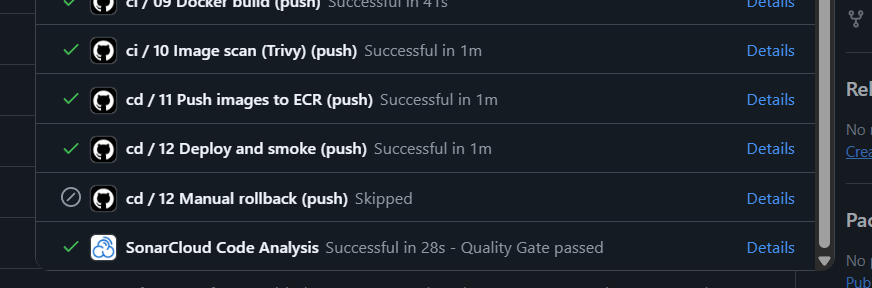 ci / 09 Docker build (push) Successful in 41s Details
ci / 10 Image scan (Trivy) (push) Successful in 1m Details
cd / 11 Push images to ECR (push) Successful in 1m Details
cd / 12 Deploy and smoke (push) Successful in 1m Details
cd / 12 Manual rollback (push) Skipped Details
SonarCloud Code Analysis Successful in 28s - Quality Gate passed Details
Rel
No
Crea
Pac
No p
Pub